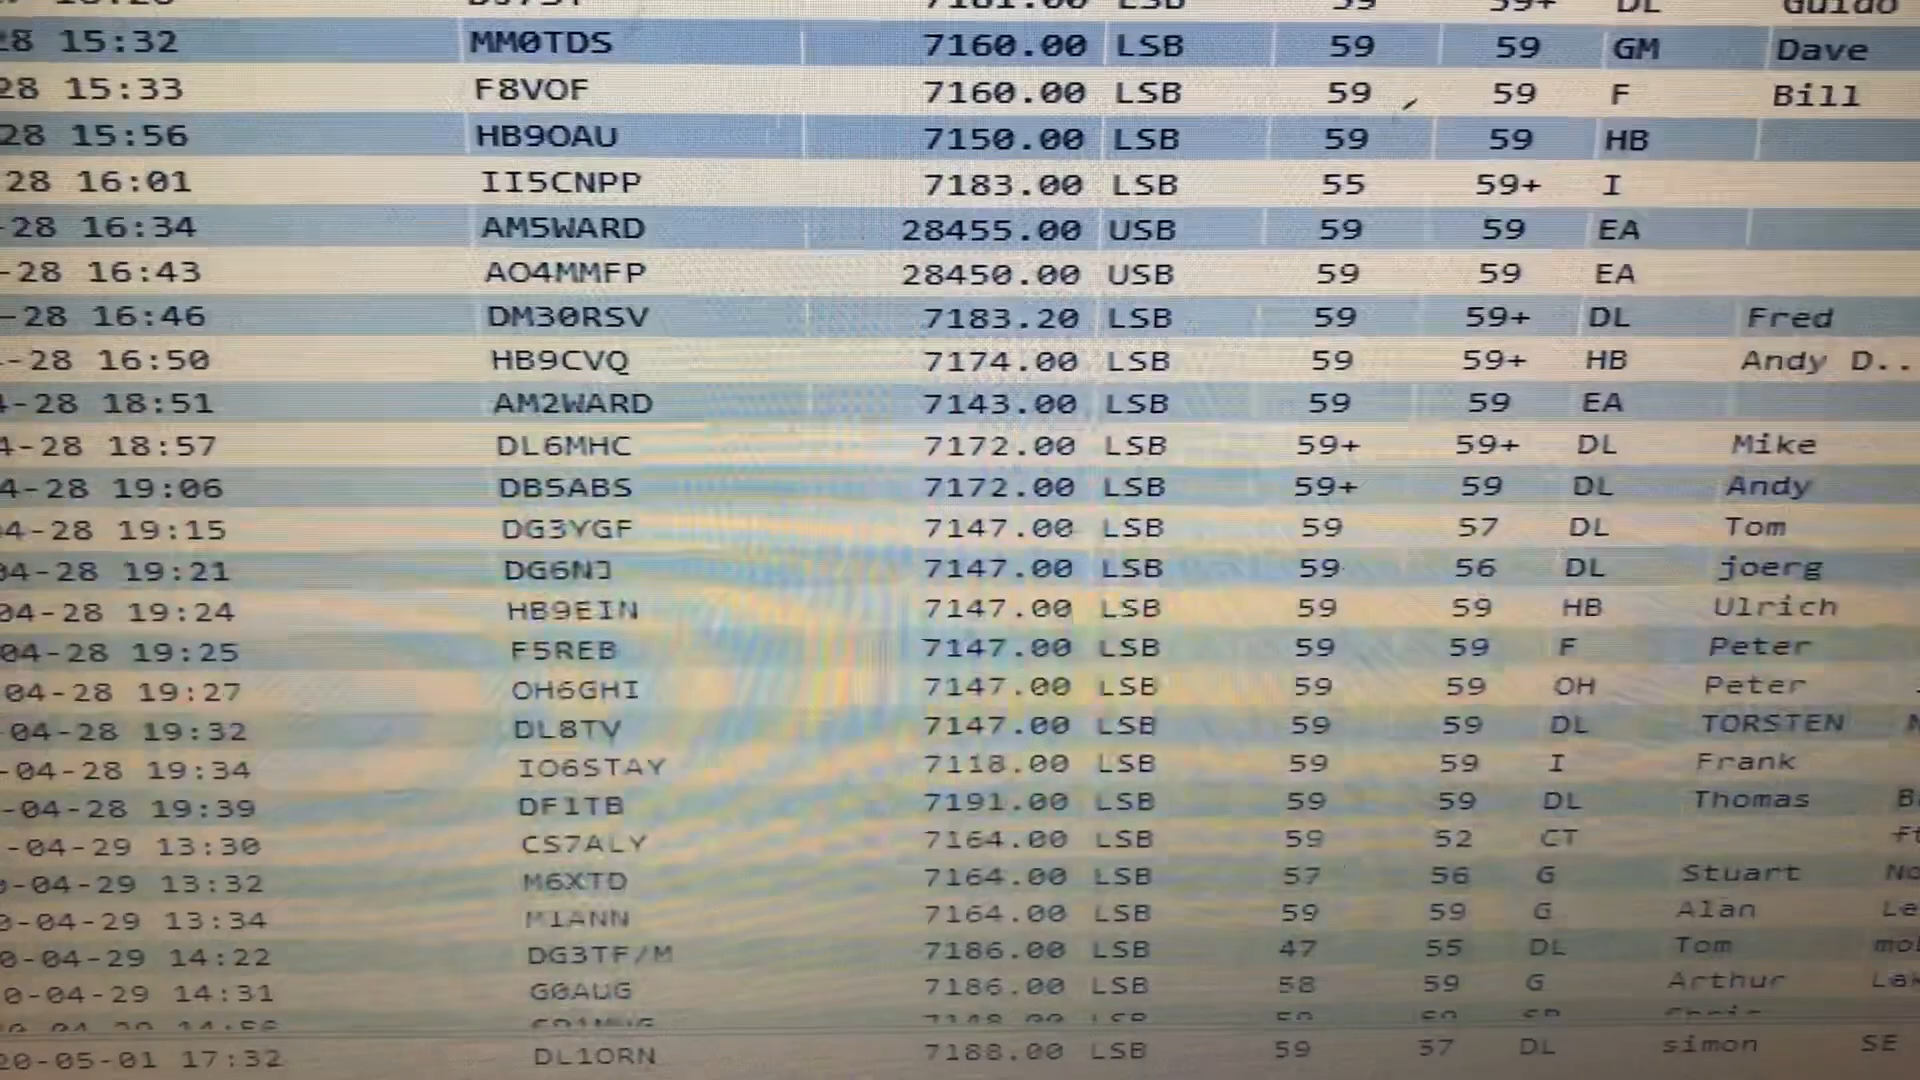 28 15:32 MM0TDS 7160.00 LSB 59 59 GM Dave
28 15:33 F8VOF 7160.00 LSB 59 59 F Bill
28 15:56 HB9OAU 7150.00 LSB 59 59 HB
28 16:01 II5CNPP 7183.00 LSB 55 59+ I
-28 16:34 AM5WARD 28455.00 USB 59 59 EA
-28 16:43 AO4MMFP 28450.00 USB 59 59 EA
-28 16:46 DM30RSV 7183.20 LSB 59 59+ DL Fred
-28 16:50 HB9CVQ 7174.00 LSB 59 59+ HB Andy D..
4-28 18:51 AM2WARD 7143.00 LSB 59 59 EA
4-28 18:57 DL6MHC 7172.00 LSB 59+ 59+ DL Mike
4-28 19:06 DB5ABS 7172.00 LSB 59+ 59 DL Andy
04-28 19:15 DG3YGF 7147.00 LSB 59 57 DL Tom
04-28 19:21 DG6NJ 7147.00 LSB 59 56 DL joerg
04-28 19:24 HB9EIN 7147.00 LSB 59 59 HB Ulrich
04-28 19:25 F5REB 7147.00 LSB 59 59 F Peter
04-28 19:27 OH6GHI 7147.00 LSB 59 59 OH Peter
04-28 19:32 DL8TV 7147.00 LSB 59 59 DL TORSTEN
-04-28 19:34 IO6STAY 7118.00 LSB 59 59 I Frank
-04-28 19:39 DF1TB 7191.00 LSB 59 59 DL Thomas
-04-29 13:30 CS7ALY 7164.00 LSB 59 52 CT
0-04-29 13:32 M6XTD 7164.00 LSB 57 56 G Stuart No
0-04-29 13:34 M1ANN 7164.00 LSB 59 59 G Alan Le
0-04-29 14:22 DG3TF/M 7186.00 LSB 47 55 DL Tom mo
0-04-29 14:31 G0AUG 7186.00 LSB 58 59 G Arthur La
20-05-01 17:32 DL1ORN 7188.00 LSB 59 57 DL simon SE